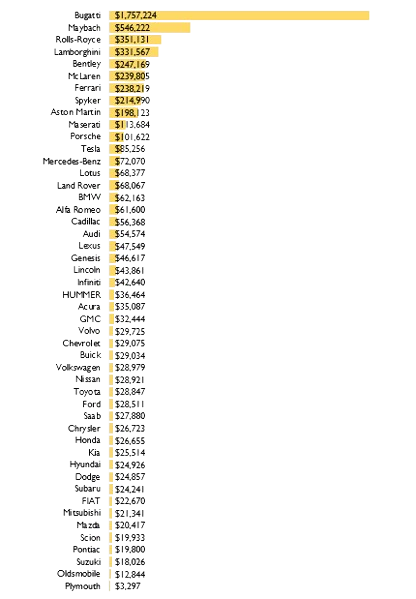 Bugatti $1,757,224
Maybach $546,222
Rolls-Royce $351,131
Lamborghini $331,567
Bentley $247,169
McLaren $239,805
Ferrari $238,219
Spyker $214,990
Aston Martin $198,123
Maserati $113,684
Porsche $101,622
Tesla $85,256
Mercedes-Benz $72,070
Lotus $68,377
Land Rover $68,067
BMW $62,163
Alfa Romeo $61,600
Cadillac $56,368
Audi $54,574
Lexus $47,549
Genesis $46,617
Lincoln $43,861
Infiniti $42,640
HUMMER $36,464
Acura $35,087
GMC $32,444
Volvo $29,725
Chevrolet $29,075
Buick $29,034
Volkswagen $28,979
Nissan $28,921
Toyota $28,847
Ford $28,511
Saab $27,880
Chrysler $26,723
Honda $26,655
Kia $25,514
Hyundai $24,926
Dodge $24,857
Subaru $24,241
FIAT $22,670
Mitsubishi $21,341
Mazda $20,417
Scion $19,933
Pontiac $19,800
Suzuki $18,026
Oldsmobile $12,844
Plymouth $3,297